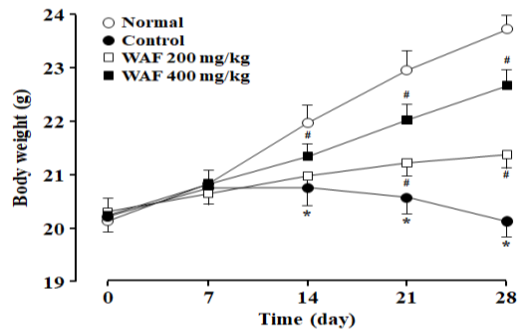 24
Normal
Control
WAF 200 mg/kg
WAF 400 mg/kg
23
22
21
20
19
Body weight (g)
# # #
# #
* * *
0 7 14 21 28
Time (day)